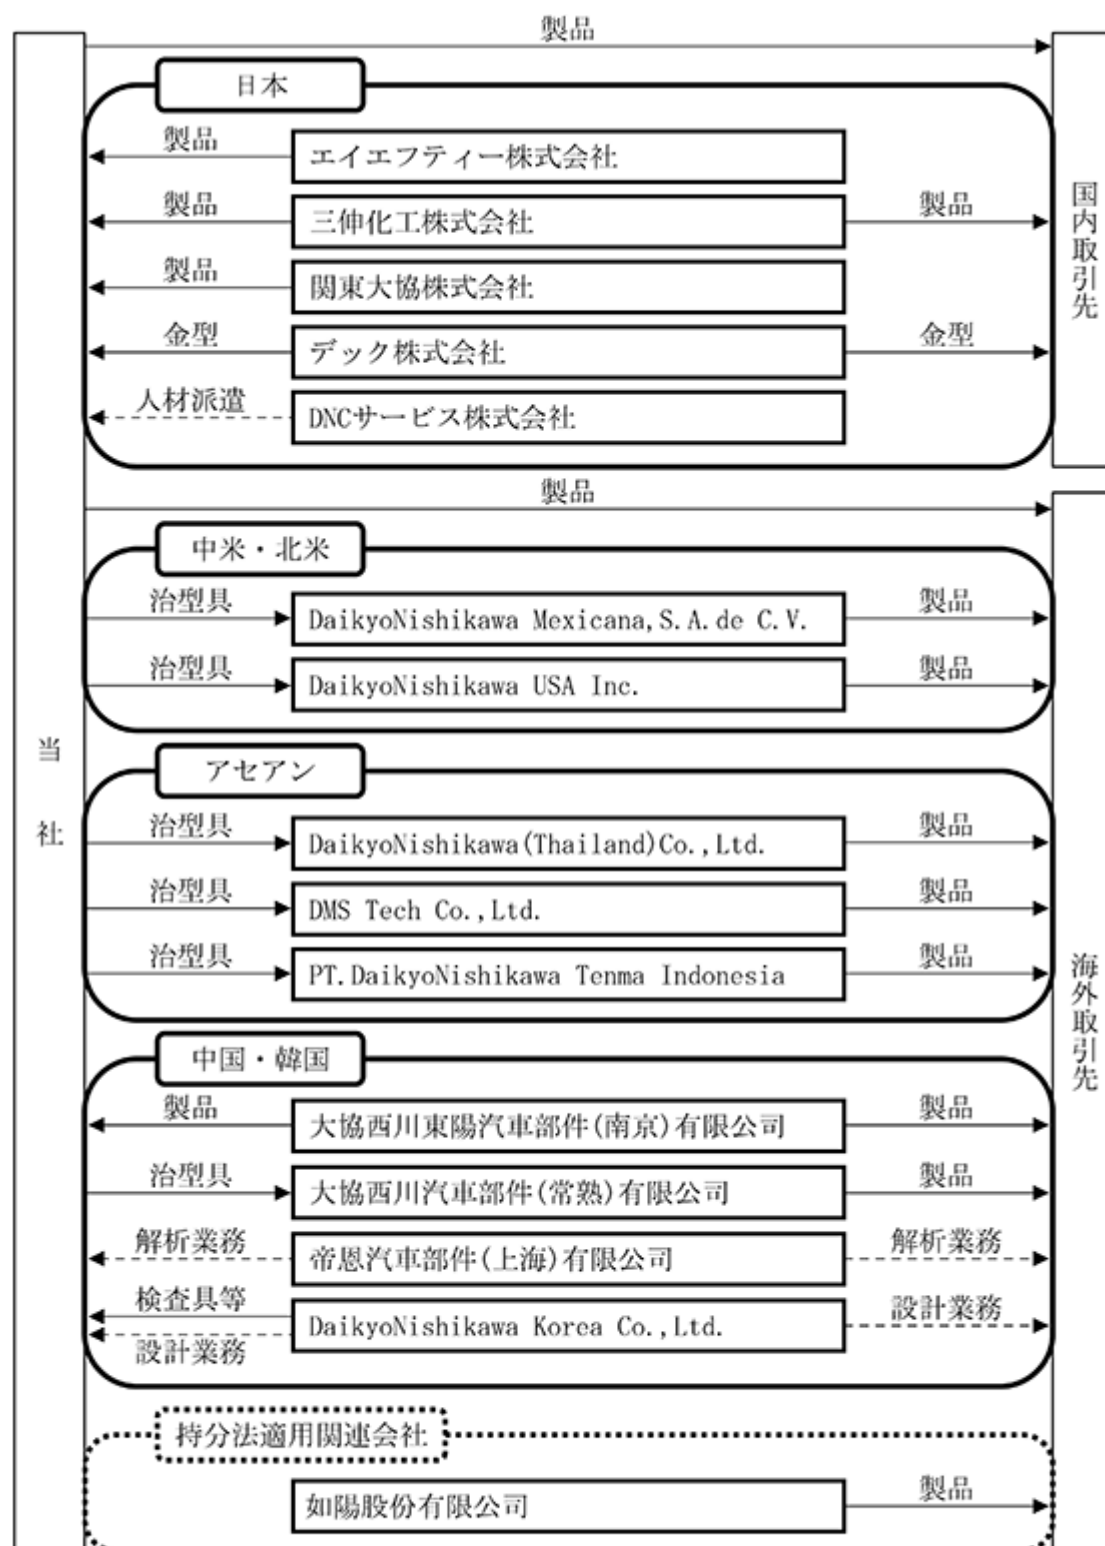 製品
日本
製品
エイエフティー株式会社
製品
三伸化工株式会社
製品
製品
関東大協株式会社
金型
デック株式会社
金型
人材派遣
DNCサービス株式会社
国内取引先
製品
中米・北米
治型具
DaikyoNishikawa Mexicana,S.A.de C.V.
製品
治型具
DaikyoNishikawa USA Inc.
製品
当社
アセアン
治型具
DaikyoNishikawa(Thailand)Co.,Ltd.
製品
治型具
DMS Tech Co.,Ltd.
製品
治型具
PT.DaikyoNishikawa Tenma Indonesia
製品
海外取引先
中国・韓国
製品
大協西川東陽汽車部件(南京)有限公司
製品
治型具
大協西川汽車部件(常熟)有限公司
製品
解析業務
帝恩汽車部件(上海)有限公司
解析業務
検査具等
設計業務
DaikyoNishikawa Korea Co.,Ltd.
設計業務
持分法適用関連会社
如陽股份有限公司
製品